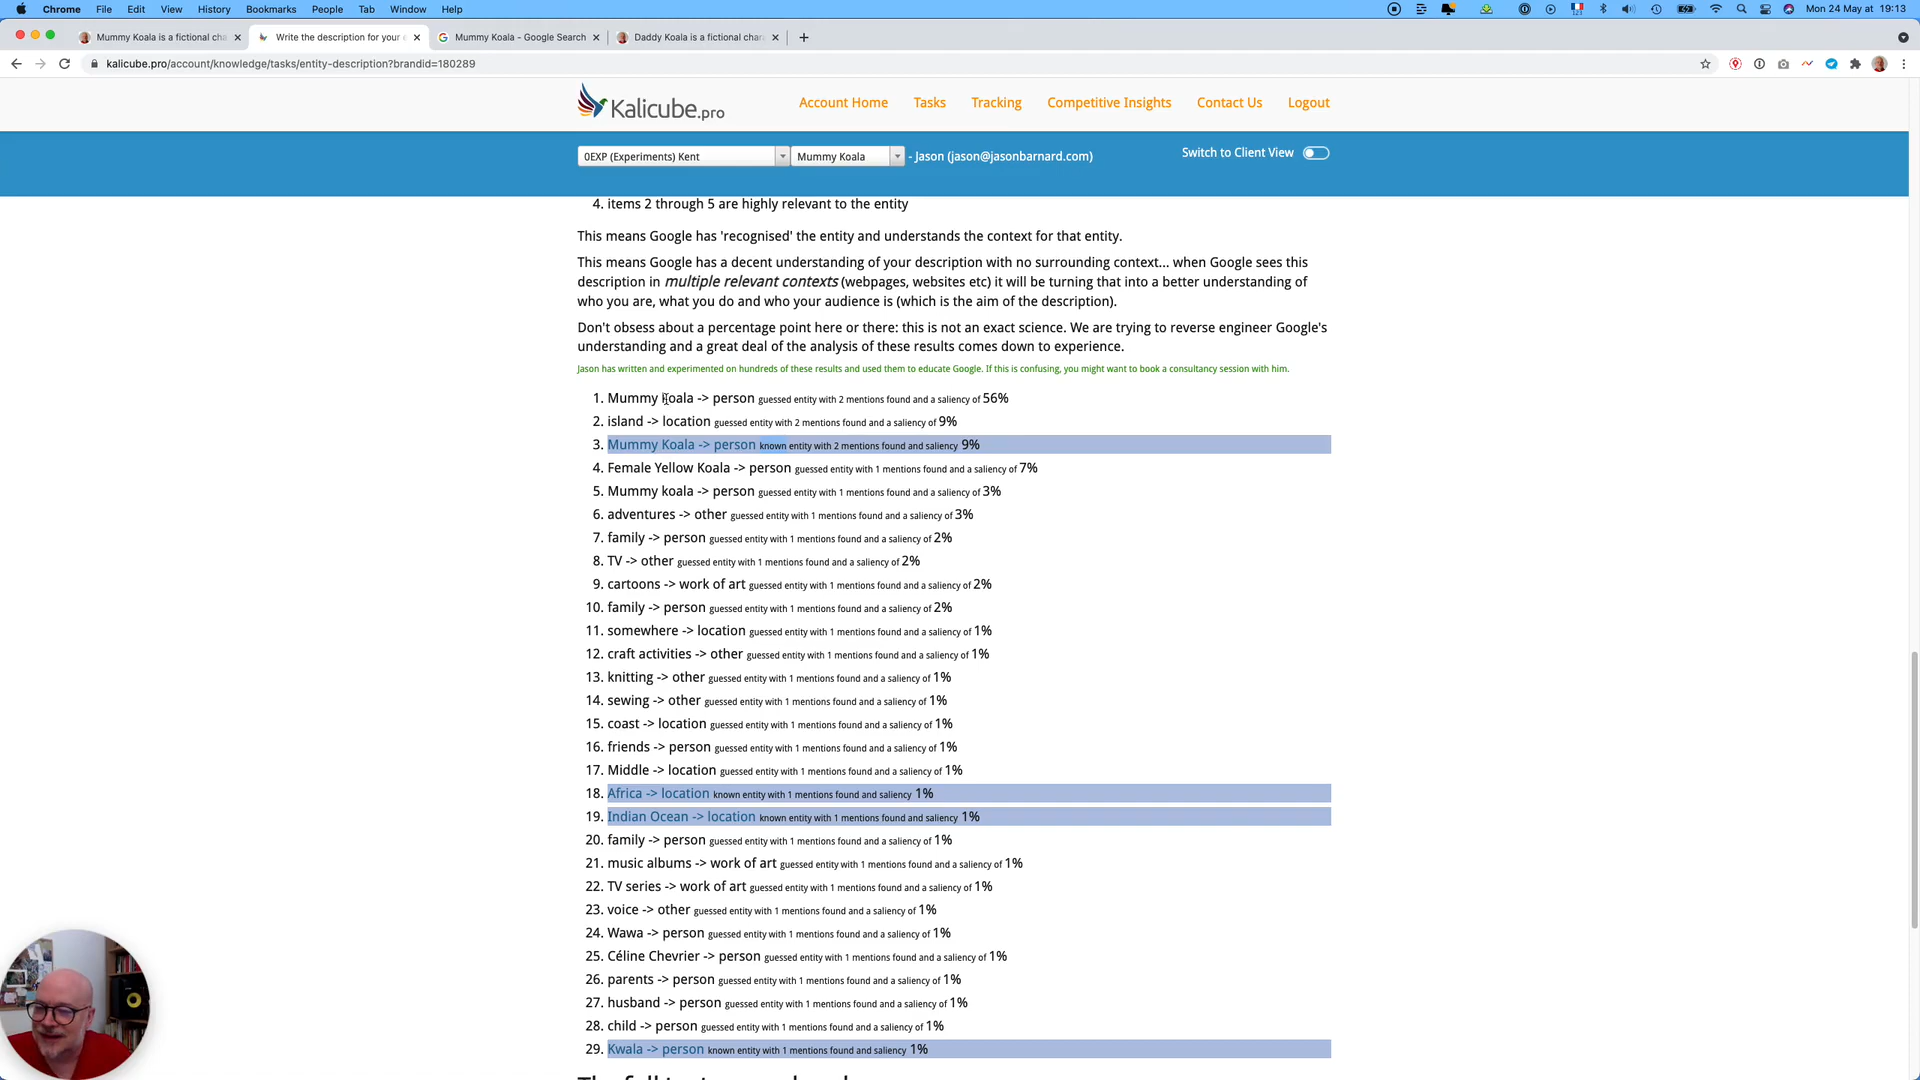 Chrome File Edit View History Bookmarks People Tab Window Help Mon 24 May at 19:13
Mummy Koala is a fictional cha Write the description for your Mummy Koala - Google Search Daddy Koala is a fictional char
kalicube.pro/account/knowledge/tasks/entity-description?brandid=180289
Kalicube.pro Account Home Tasks Tracking Competitive Insights Contact Us Logout
0EXP (Experiments) Kent Mummy Koala - Jason (jason@jasonbarnard.com) Switch to Client View
4. items 2 through 5 are highly relevant to the entity
This means Google has 'recognised' the entity and understands the context for that entity.
This means Google has a decent understanding of your description with no surrounding context... when Google sees this
description in multiple relevant contexts (webpages, websites etc) it will be turning that into a better understanding of
who you are, what you do and who your audience is (which is the aim of the description).
Don't obsess about a percentage point here or there: this is not an exact science. We are trying to reverse engineer Google's
understanding and a great deal of the analysis of these results comes down to experience.
Jason has written and experimented on hundreds of these results and used them to educate Google. If this is confusing, you might want to book a consultancy session with him.
1. Mummy Koala -> person guessed entity with 2 mentions found and a saliency of 56%
2. island -> location guessed entity with 2 mentions found and a saliency of 9%
3. Mummy Koala -> person known entity with 2 mentions found and saliency 9%
4. Female Yellow Koala -> person guessed entity with 1 mentions found and a saliency of 7%
5. Mummy koala -> person guessed entity with 1 mentions found and a saliency of 3%
6. adventures -> other guessed entity with 1 mentions found and a saliency of 3%
7. family -> person guessed entity with 1 mentions found and a saliency of 2%
8. TV -> other guessed entity with 1 mentions found and a saliency of 2%
9. cartoons -> work of art guessed entity with 1 mentions found and a saliency of 2%
10. family -> person guessed entity with 1 mentions found and a saliency of 2%
11. somewhere -> location guessed entity with 1 mentions found and a saliency of 1%
12. craft activities -> other guessed entity with 1 mentions found and a saliency of 1%
13. knitting -> other guessed entity with 1 mentions found and a saliency of 1%
14. sewing -> other guessed entity with 1 mentions found and a saliency of 1%
15. coast -> location guessed entity with 1 mentions found and a saliency of 1%
16. friends -> person guessed entity with 1 mentions found and a saliency of 1%
17. Middle -> location guessed entity with 1 mentions found and a saliency of 1%
18. Africa -> location known entity with 1 mentions found and saliency 1%
19. Indian Ocean -> location known entity with 1 mentions found and saliency 1%
20. family -> person guessed entity with 1 mentions found and a saliency of 1%
21. music albums -> work of art guessed entity with 1 mentions found and a saliency of 1%
22. TV series -> work of art guessed entity with 1 mentions found and a saliency of 1%
23. voice -> other guessed entity with 1 mentions found and a saliency of 1%
24. Wawa -> person guessed entity with 1 mentions found and a saliency of 1%
25. Céline Chevrier -> person guessed entity with 1 mentions found and a saliency of 1%
26. parents -> person guessed entity with 1 mentions found and a saliency of 1%
27. husband -> person guessed entity with 1 mentions found and a saliency of 1%
28. child -> person guessed entity with 1 mentions found and a saliency of 1%
29. Kwala -> person known entity with 1 mentions found and saliency 1%